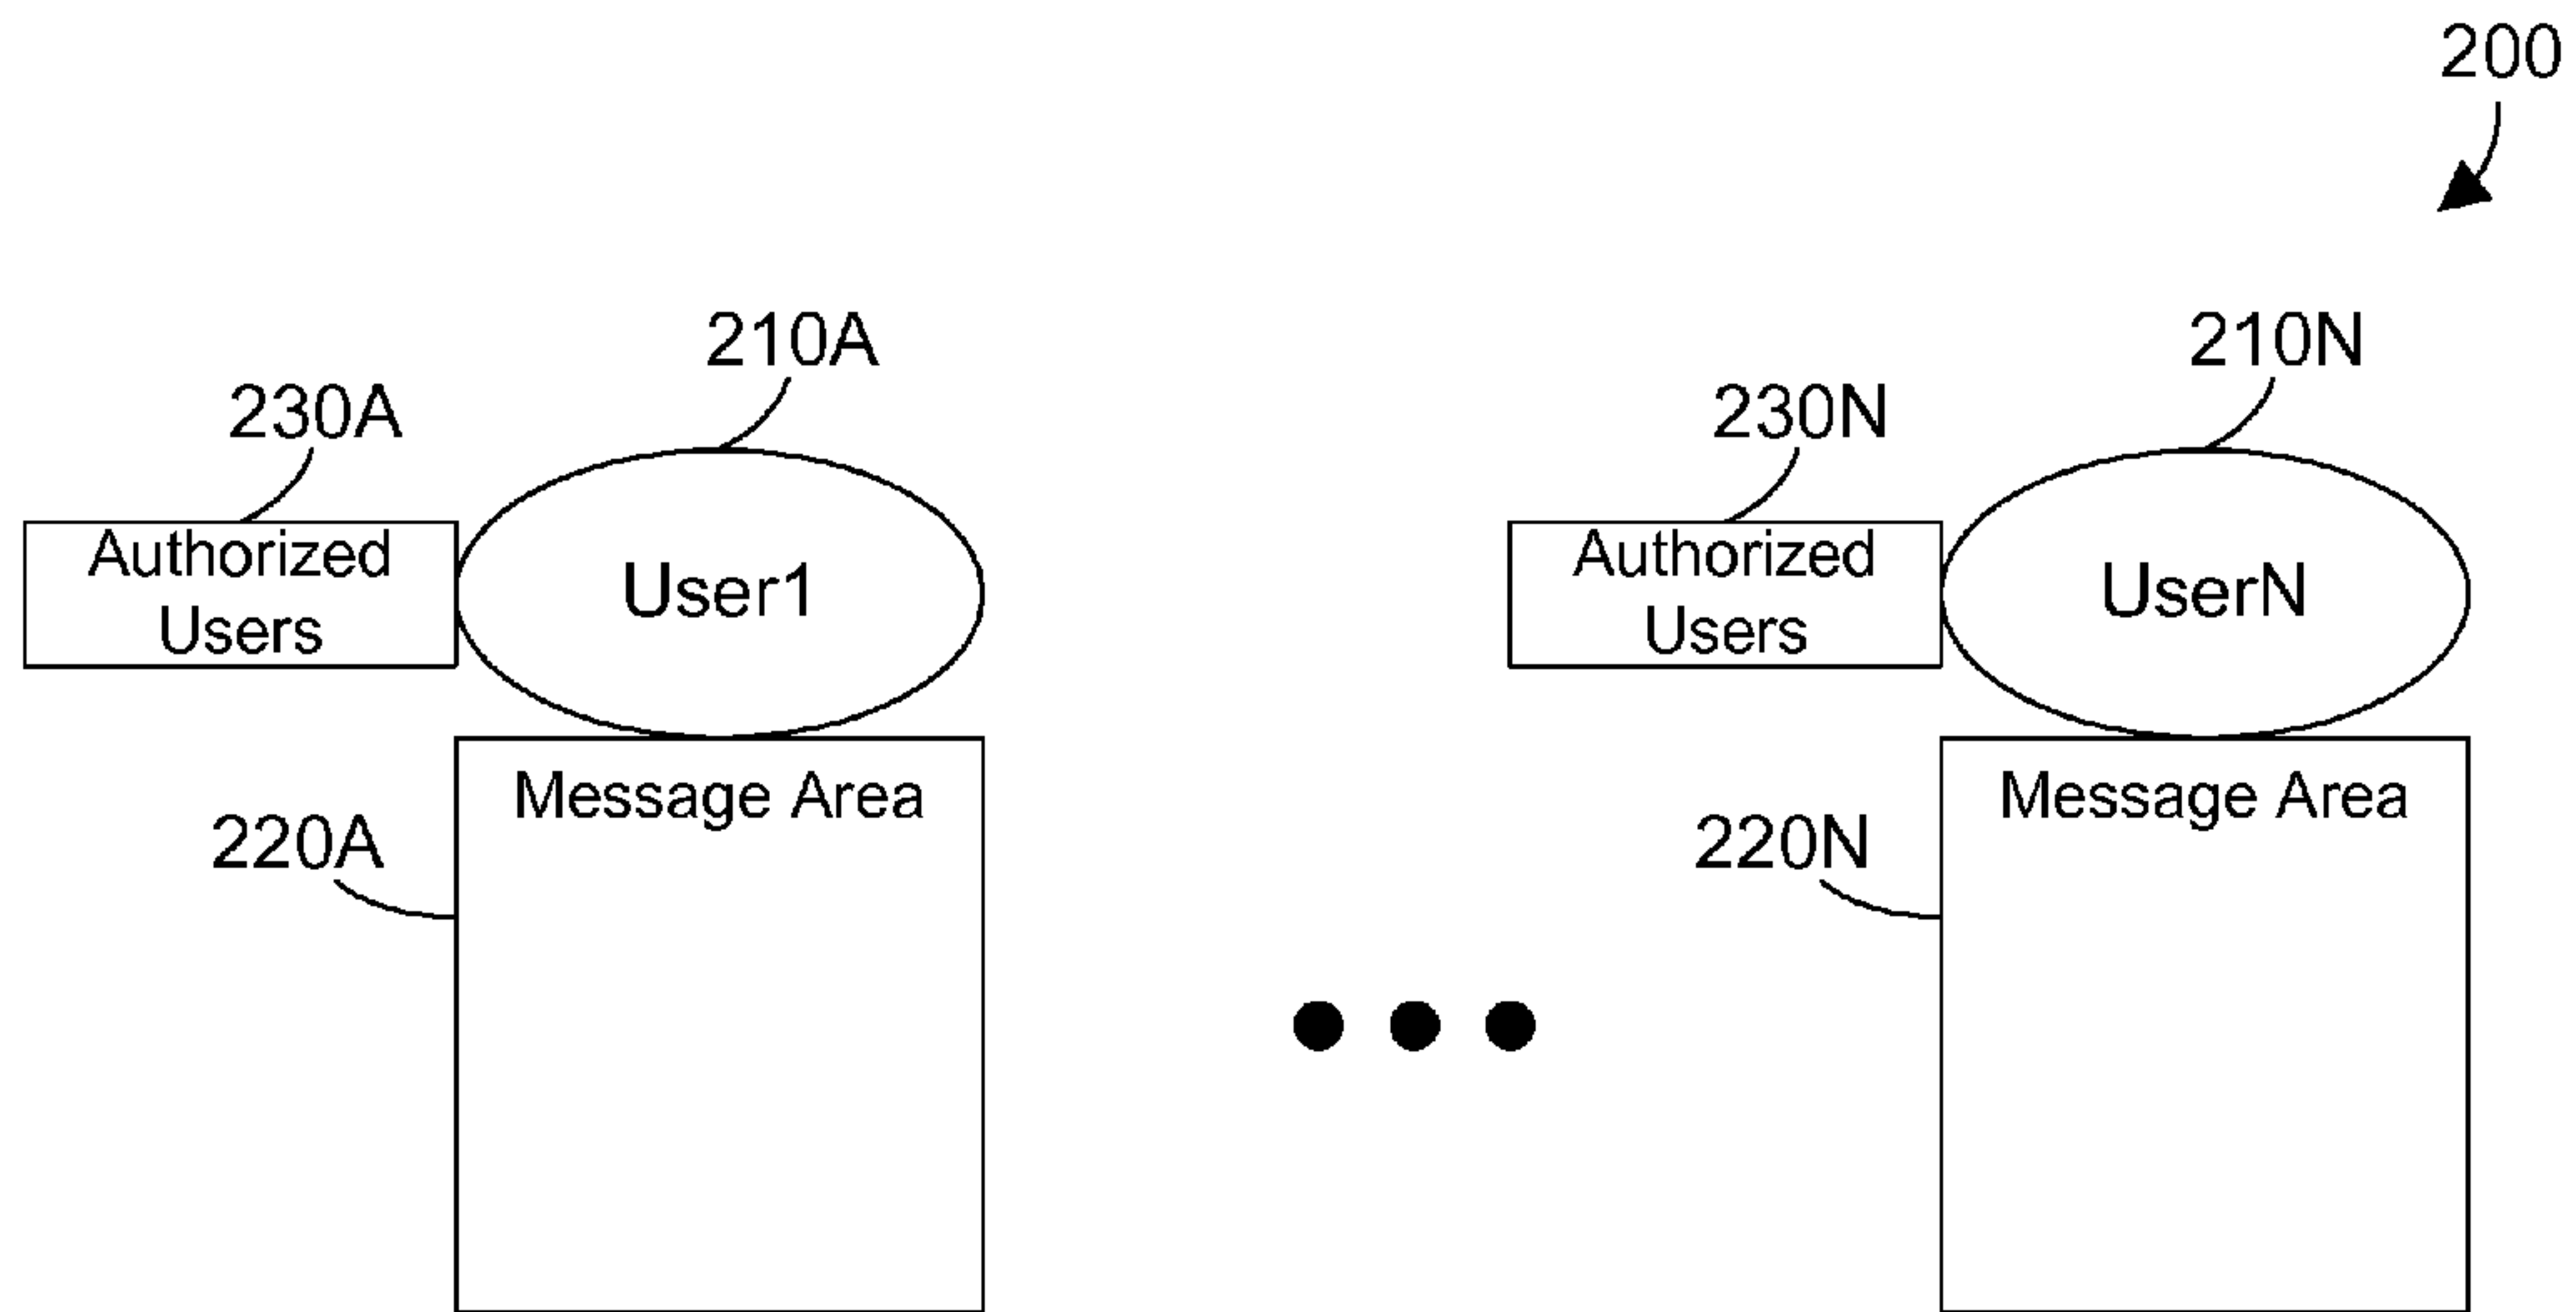 200
210A
210N
230A
230N
Authorized
Users
User1
Authorized
Users
UserN
Message Area
Message Area
220A
220N